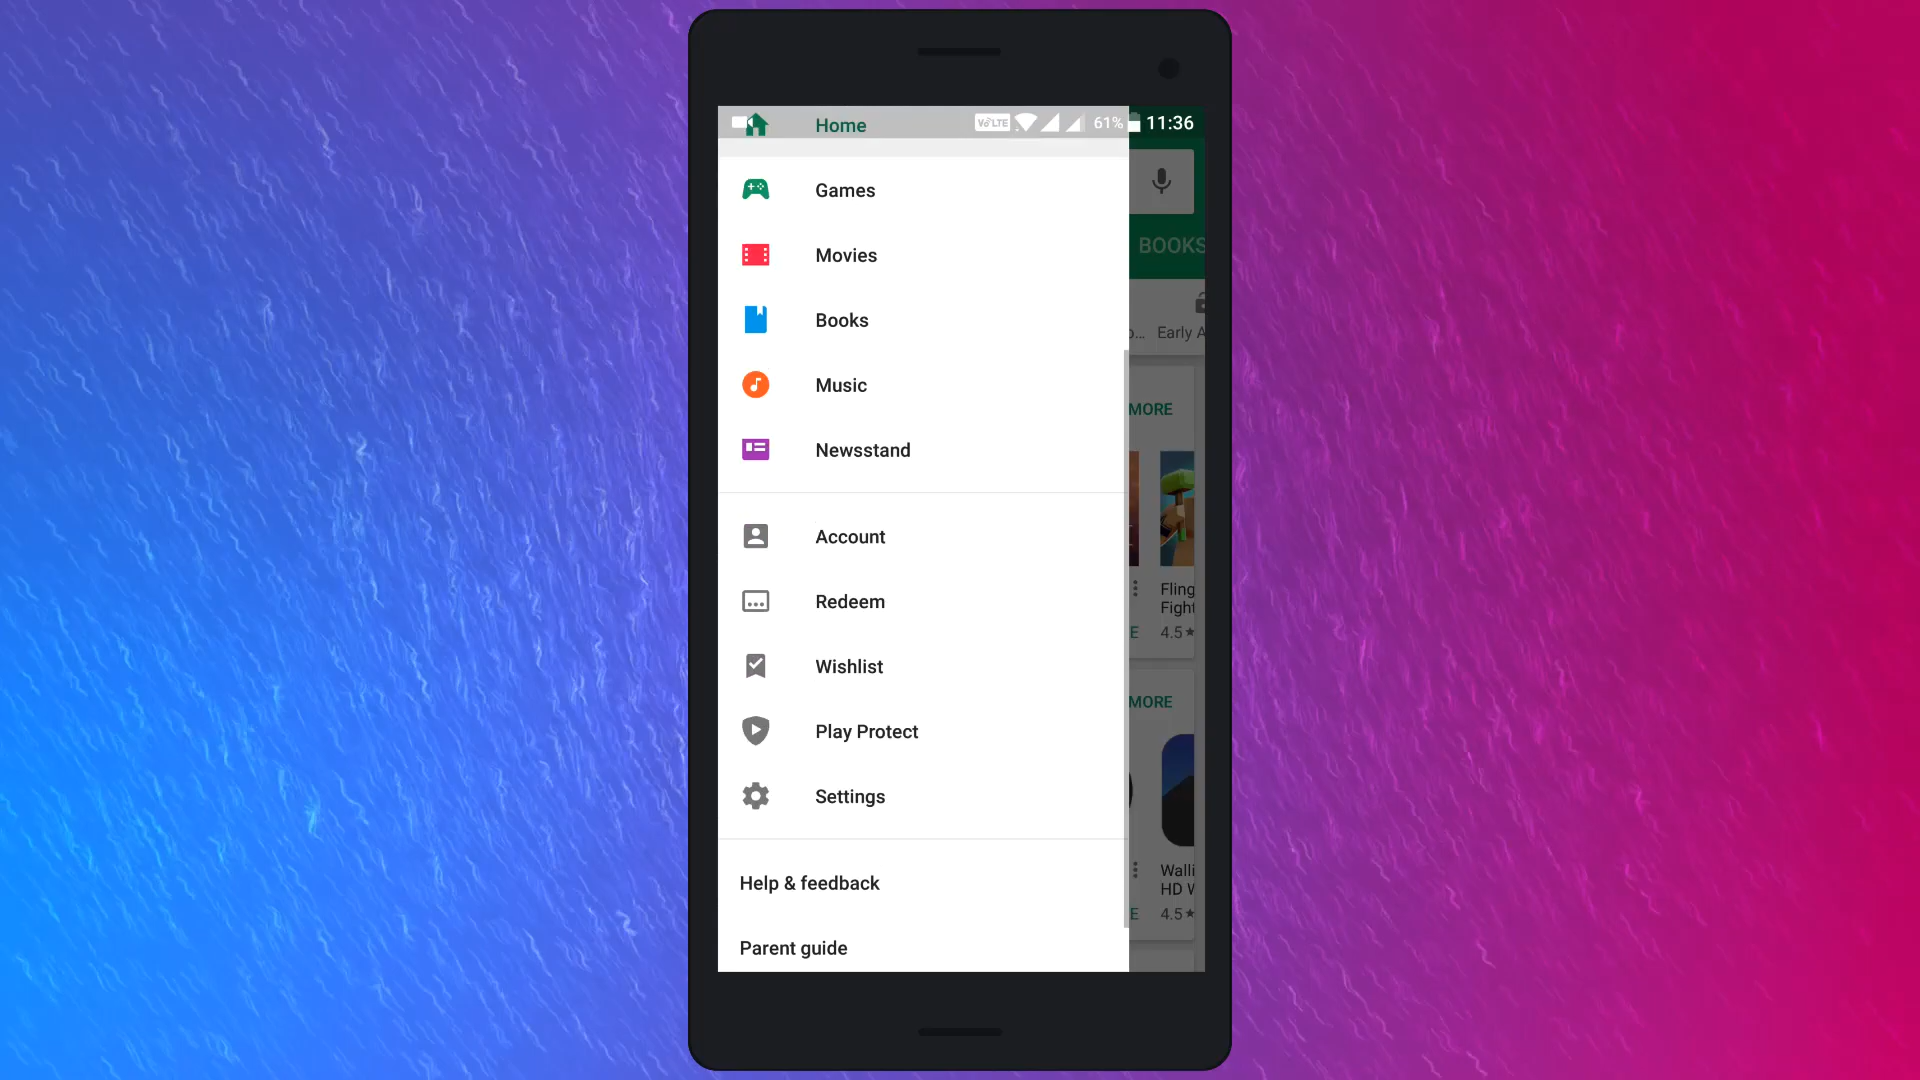 Home VoLTE 61% 11:36
Games
BOOKS
Movies
Books
Early A
Music
MORE
Newsstand
Account
Redeem
Fling
Fight
E 4.5★
Wishlist
MORE
Play Protect
Settings
Walli
HD W
E 4.5★
Help & feedback
Parent guide